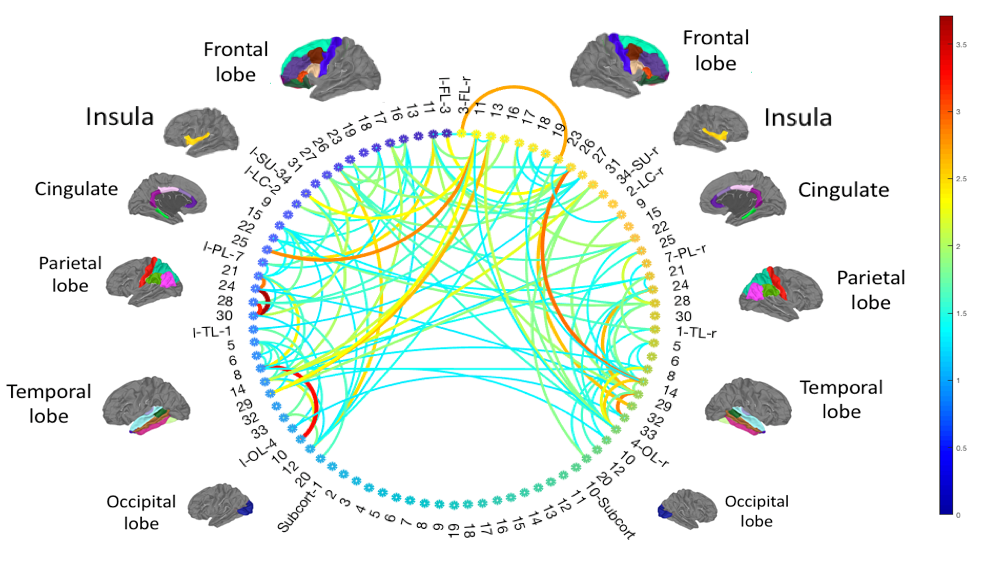 Frontal
lobe
Insula
Cingulate
Parietal
lobe
Temporal
lobe
Occipital
lobe
Frontal
lobe
Insula
Cingulate
Parietal
lobe
Temporal
lobe
Occipital
lobe
l-FL-3
11
13
16
17
18
19
23
26
27
31
l-SU-34
l-LC-2
9
15
22
25
l-PL-7
21
24
28
30
l-TL-1
5
6
8
14
29
32
33
l-OL-4
10
12
20
Subcort-1
2
3
4
5
6
7
8
9
19
18
17
16
15
14
13
12
11
10-Subcort
20
12
10
4-OL-r
33
32
29
14
8
6
5
1-TL-r
30
28
24
21
7-PL-r
25
22
15
9
2-LC-r
34-SU-r
31
27
26
23
19
18
17
16
13
11
3-FL-r
3.5
3
2.5
2
1.5
1
0.5
0